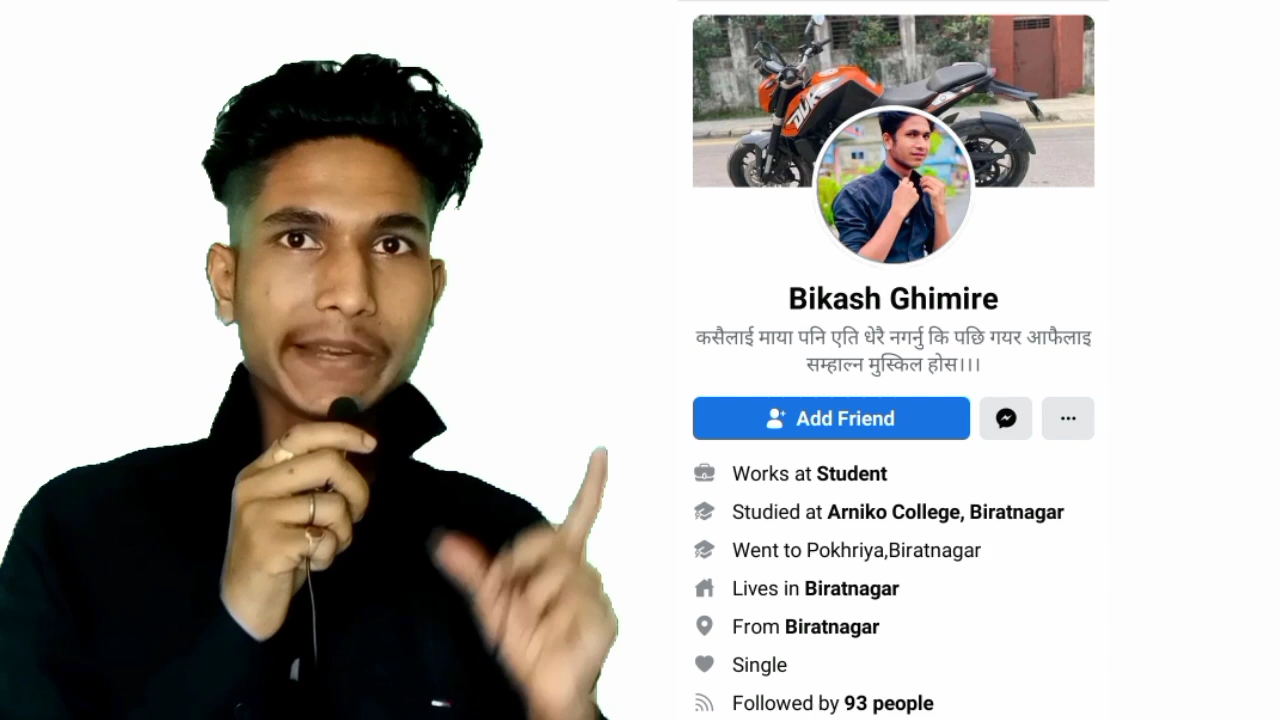 DUK
Bikash Ghimire
कसैलाई माया पनि एति धेरै नगर्नु कि पछि गयर आफैलाइ
सम्हाल्न मुस्किल होस।।।
Add Friend
Works at Student
Studied at Arniko College, Biratnagar
Went to Pokhriya,Biratnagar
Lives in Biratnagar
From Biratnagar
Single
Followed by 93 people